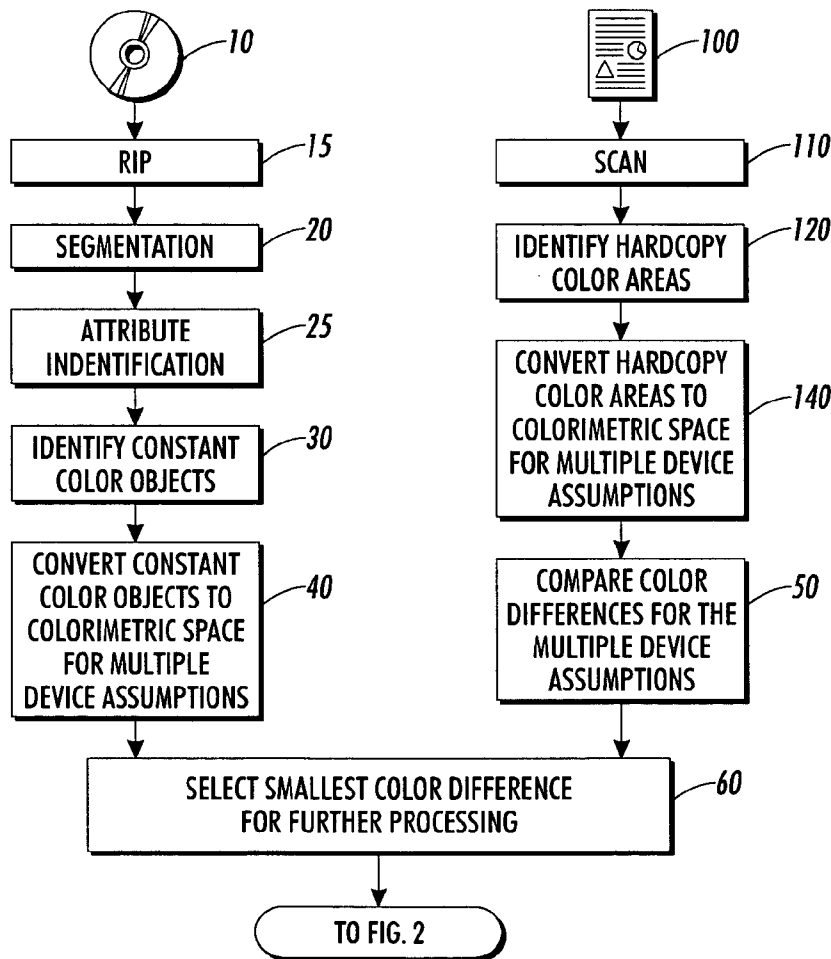 10
RIP
15
SEGMENTATION
20
ATTRIBUTE
INDENTIFICATION
25
IDENTIFY CONSTANT
COLOR OBJECTS
30
CONVERT CONSTANT
COLOR OBJECTS TO
COLORIMETRIC SPACE
FOR MULTIPLE
DEVICE ASSUMPTIONS
40
100
SCAN
110
IDENTIFY HARDCOPY
COLOR AREAS
120
CONVERT HARDCOPY
COLOR AREAS TO
COLORIMETRIC SPACE
FOR MULTIPLE DEVICE
ASSUMPTIONS
140
COMPARE COLOR
DIFFERENCES FOR THE
MULTIPLE DEVICE
ASSUMPTIONS
50
SELECT SMALLEST COLOR DIFFERENCE
FOR FURTHER PROCESSING
60
TO FIG. 2